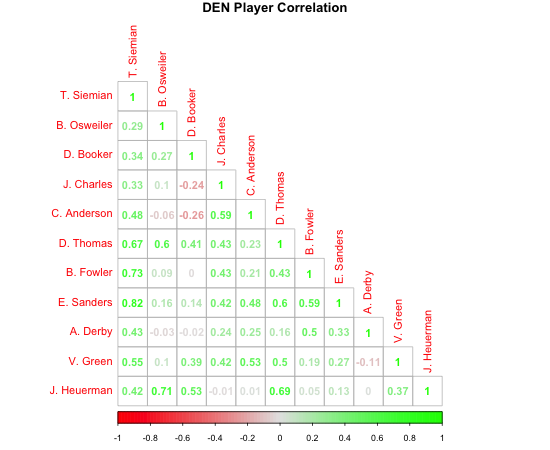 DEN Player Correlation
T. Siemian
B. Osweiler
D. Booker
J. Charles
C. Anderson
D. Thomas
B. Fowler
E. Sanders
A. Derby
V. Green
J. Heuerman
T. Siemian 1
B. Osweiler 0.29 1
D. Booker 0.34 0.27 1
J. Charles 0.33 0.1 -0.24 1
C. Anderson 0.48 -0.06 -0.26 0.59 1
D. Thomas 0.67 0.6 0.41 0.43 0.23 1
B. Fowler 0.73 0.09 0 0.43 0.21 0.43 1
E. Sanders 0.82 0.16 0.14 0.42 0.48 0.6 0.59 1
A. Derby 0.43 -0.03 -0.02 0.24 0.25 0.16 0.5 0.33 1
V. Green 0.55 0.1 0.39 0.42 0.53 0.5 0.19 0.27 -0.11 1
J. Heuerman 0.42 0.71 0.53 -0.01 0.01 0.69 0.05 0.13 0 0.37 1
-1 -0.8 -0.6 -0.4 -0.2 0 0.2 0.4 0.6 0.8 1